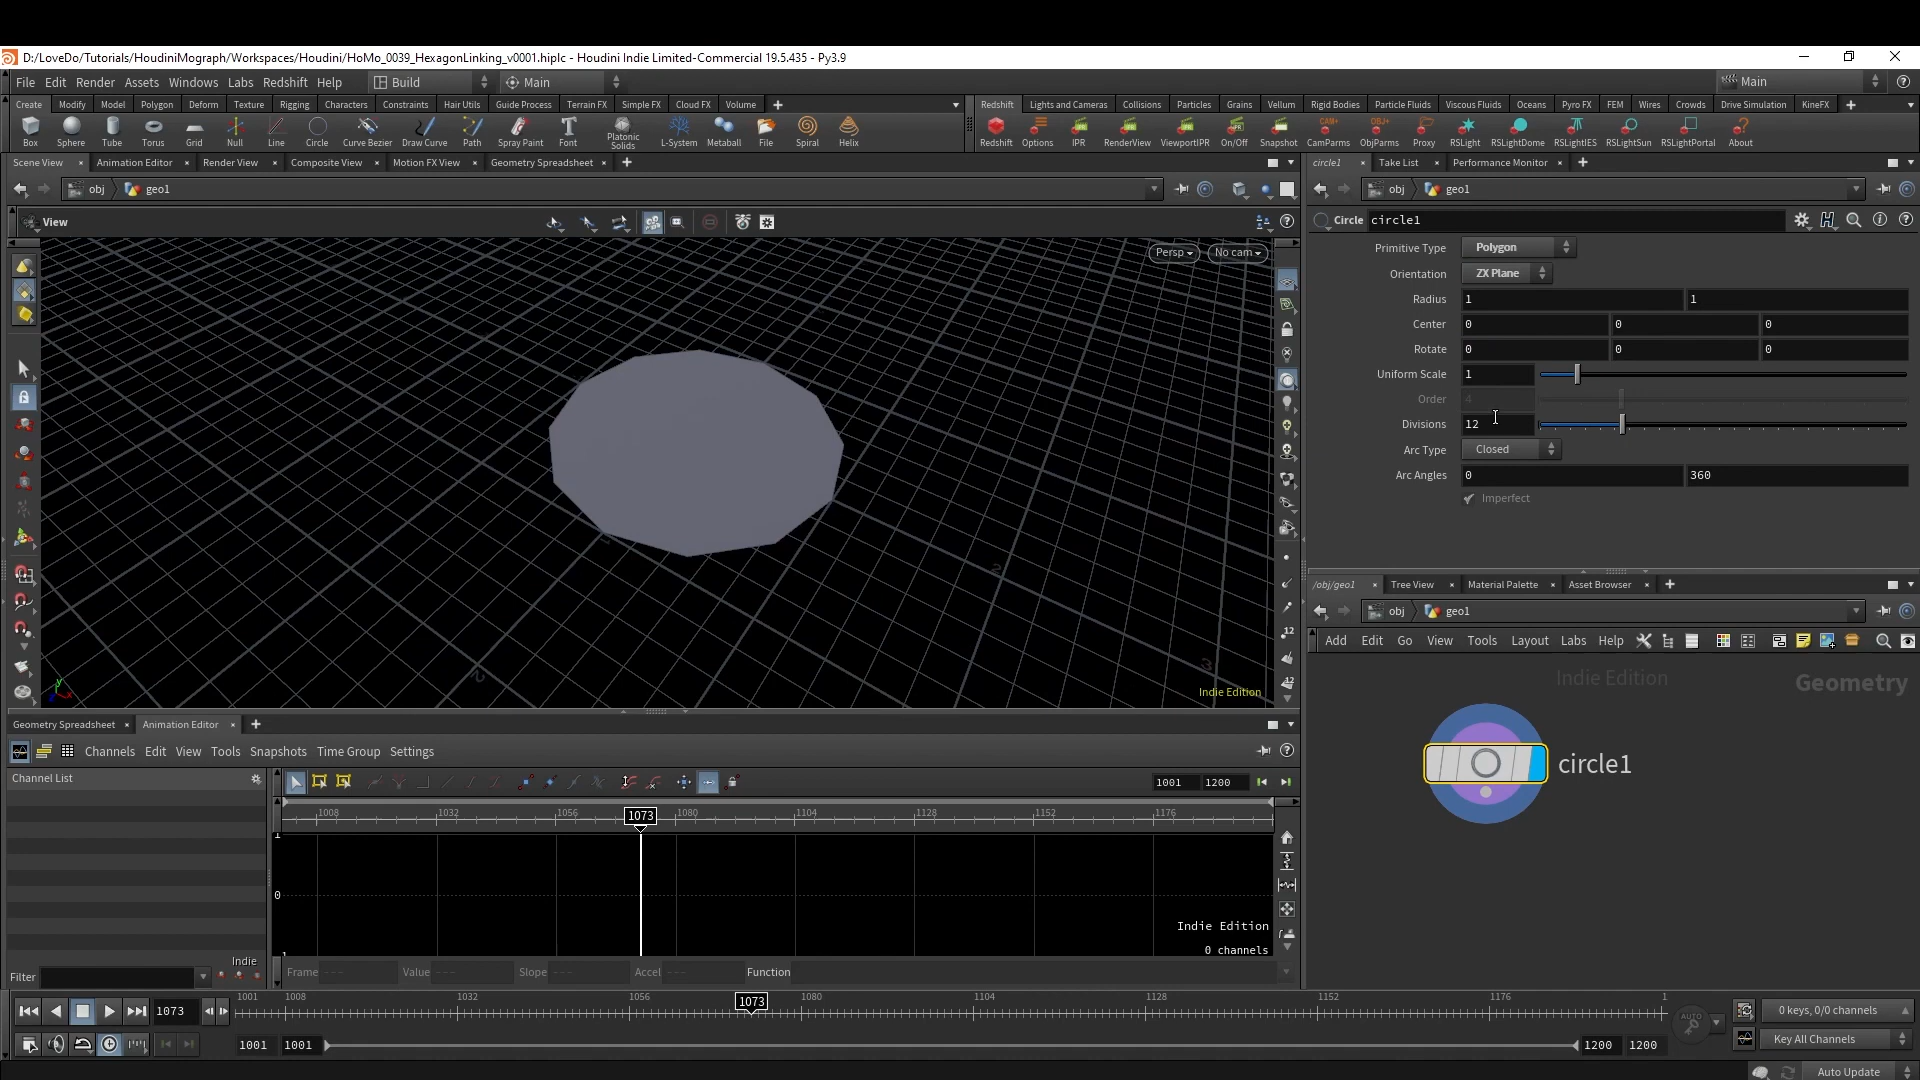 D:/LoveDo/Tutorials/HoudiniMograph/Workspaces/Houdini/HoMo_0039_HexagonLinking_v0001.hiplc - Houdini Indie Limited-Commercial 19.5.435 - Py3.9
File Edit Render Assets Windows Labs Redshift Help Build Main Main
Create Modify Model Polygon Deform Texture Rigging Characters Constraints Hair Utils Guide Process Terrain FX Simple FX Cloud FX Volume
Redshift Lights and Cameras Collisions Particles Grains Vellum Rigid Bodies Particle Fluids Viscous Fluids Oceans Pyro FX FEM Wires Crowds Drive Simulation KineFX
Box Sphere Tube Torus Grid Null Line Circle Curve Bezier Draw Curve Path Spray Paint Font Platonic Solids L-System Metaball File Spiral Helix
Redshift Options IPR RenderView ViewportIPR On/Off Snapshot CamParms ObjParms Proxy RSLight RSLightDome RSLightIES RSLightSun RSLightPortal About
Scene View Animation Editor Render View Composite View Motion FX View Geometry Spreadsheet
circle1 Take List Performance Monitor
obj geo1
obj geo1
View
Circle circle1
Persp No cam
Primitive Type Polygon
Orientation ZX Plane
Radius 1 1
Center 0 0 0
Rotate 0 0 0
Uniform Scale 1
Order 4
Divisions 12
Arc Type Closed
Arc Angles 0 360
Imperfect
2
2
3
y
x
z
Indie Edition
/obj/geo1 Tree View Material Palette Asset Browser
obj geo1
Add Edit Go View Tools Layout Labs Help
Indie Edition Geometry
circle1
Geometry Spreadsheet Animation Editor
Channels Edit View Tools Snapshots Time Group Settings
Channel List
1001 1200
1008 1032 1056 1073 1080 1104 1128 1152 1176
1
0
Indie Edition
0 channels
Indie
Filter
Frame --- Value --- Slope --- Accel --- Function
1073 1001 1008 1032 1056 1073 1080 1104 1128 1152 1176 1
AUTO
0 keys, 0/0 channels
1001 1001 1200 1200
Key All Channels
Auto Update